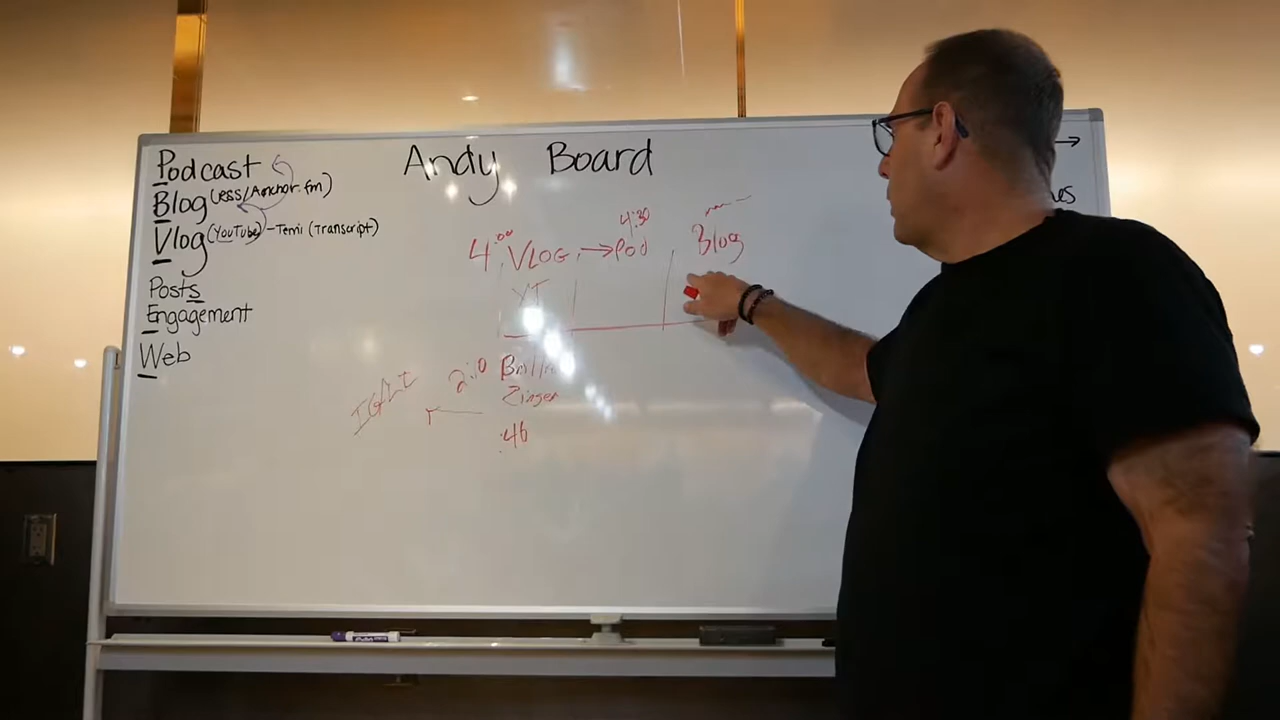 Andy Board
Podcast
Blog (RSS/Anchor.fm)
Vlog (YouTube) - Temi (Transcript)
Posts
Engagement
Web
4:30
4:00 VLOG → Pod Blog
YT
2:0
Zinger
:46